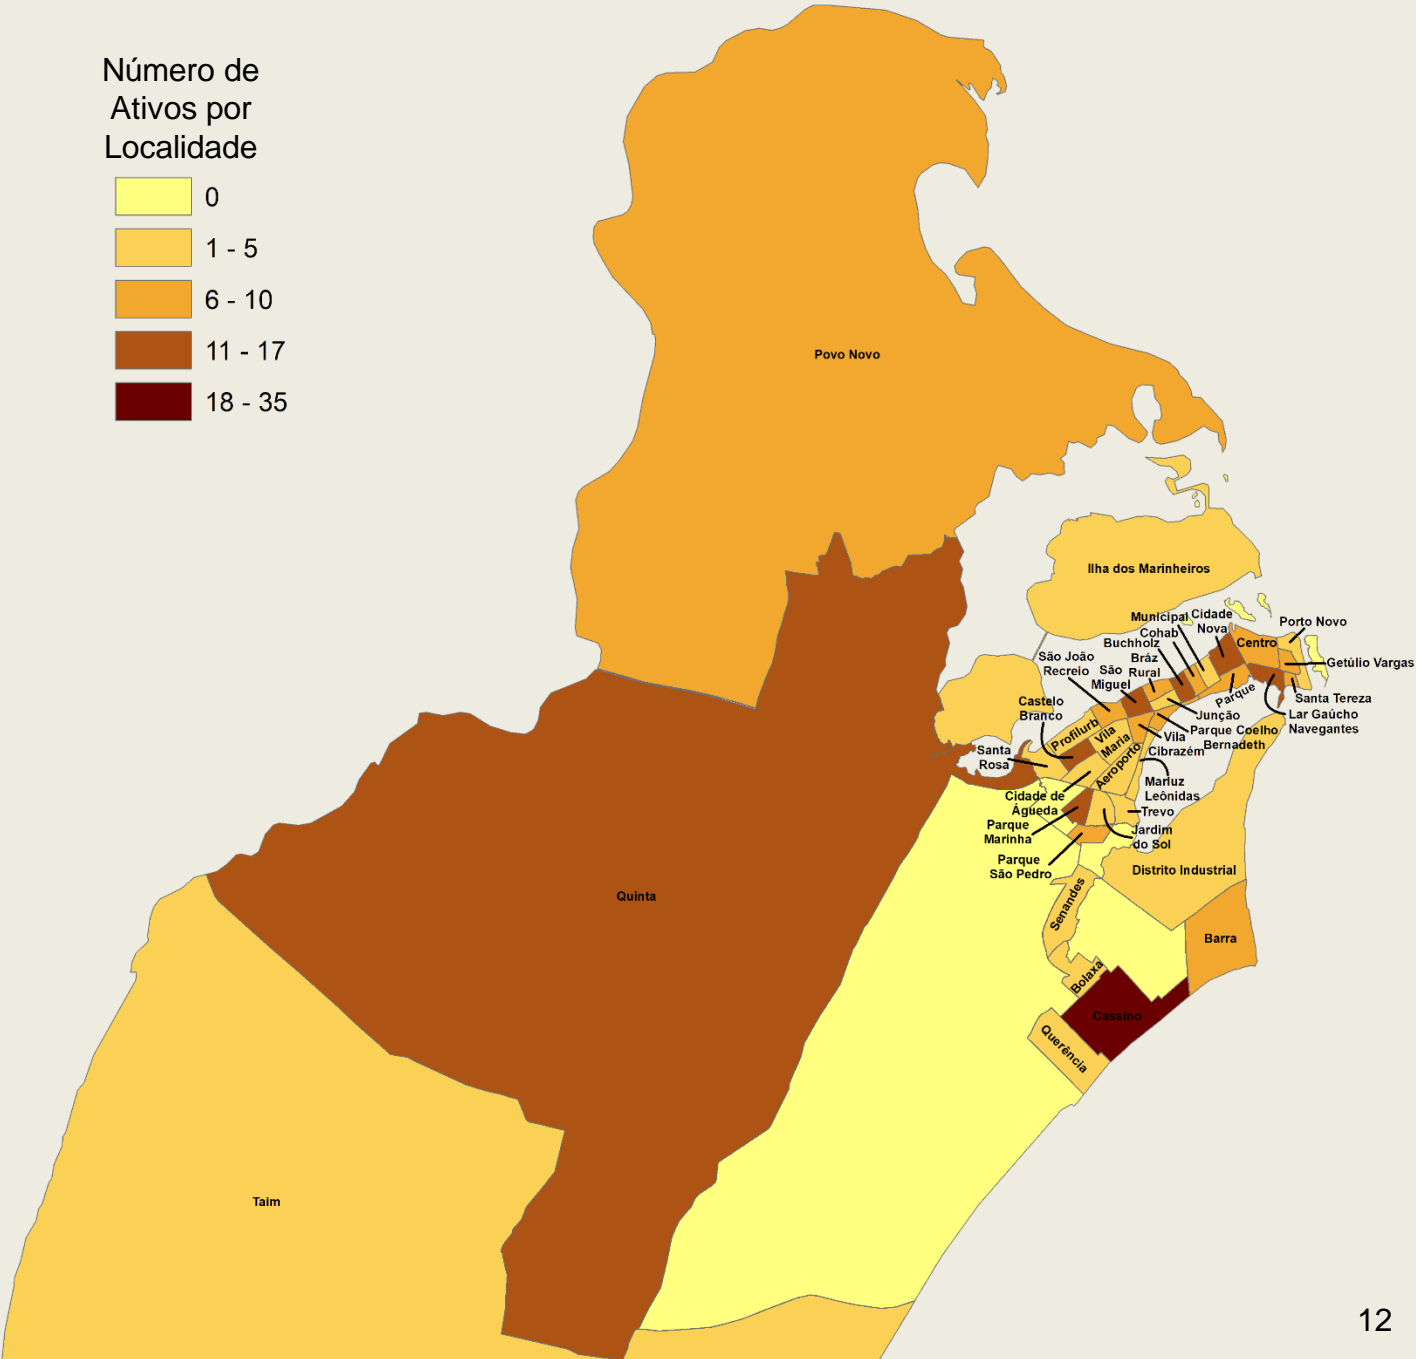 Número de
Ativos por
Localidade
0
1 - 5
6 - 10
11 - 17
18 - 35
Povo Novo
Ilha dos Marinheiros
Municipal
Cidade
Nova
Porto Novo
Cohab
Buchholz
Centro
São João
Recreio
Bráz
Rural
Getúlio Vargas
São
Miguel
Castelo
Branco
Parque
Santa Tereza
Junção
Lar Gaúcho
Navegantes
Profilurb
Vila
Maria
Vila
Cibrazém
Parque Coelho
Bernadeth
Santa
Rosa
Aeroporto
Marluz
Leônidas
Cidade de
Águeda
Trevo
Parque
Marinha
Jardim
do Sol
Parque
São Pedro
Distrito Industrial
Senandes
Quinta
Barra
Bolaxa
Cassino
Querência
Taim
12